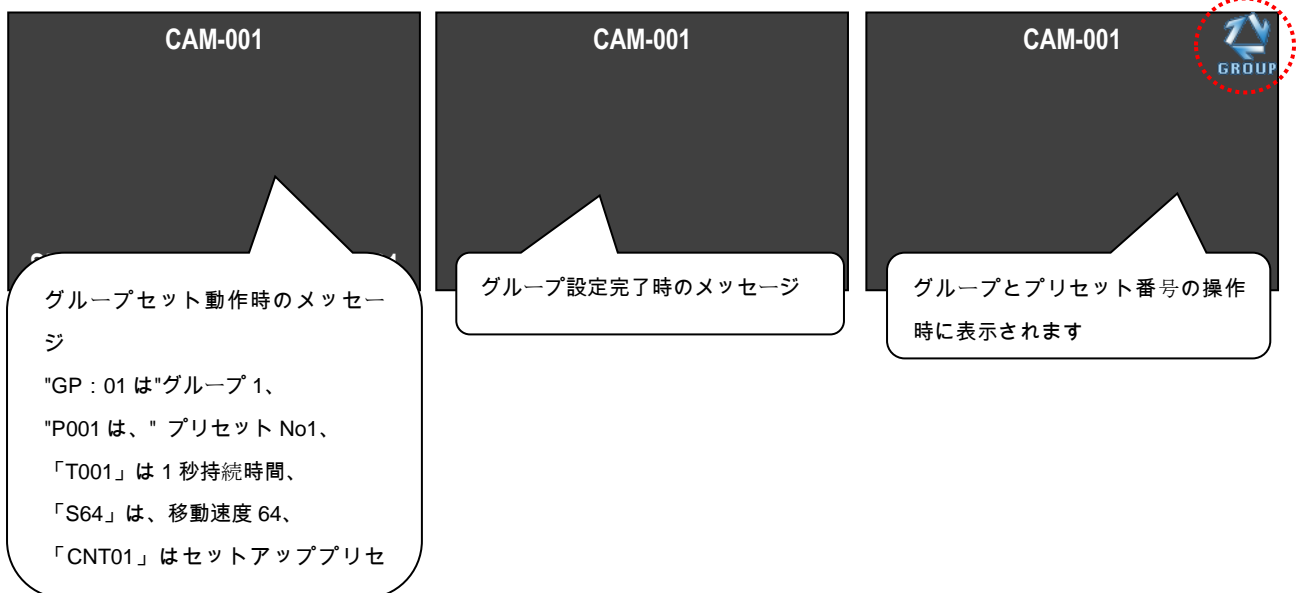 CAM-001
グループセット動作時のメッセー
ジ
"GP：01 は"グループ 1、
"P001 は、" プリセット No1、
「T001」は 1 秒持続時間、
「S64」は、移動速度 64、
「CNT01」はセットアッププリセ
CAM-001
グループ設定完了時のメッセージ
CAM-001
GROUP
グループとプリセット番号の操作
時に表示されます